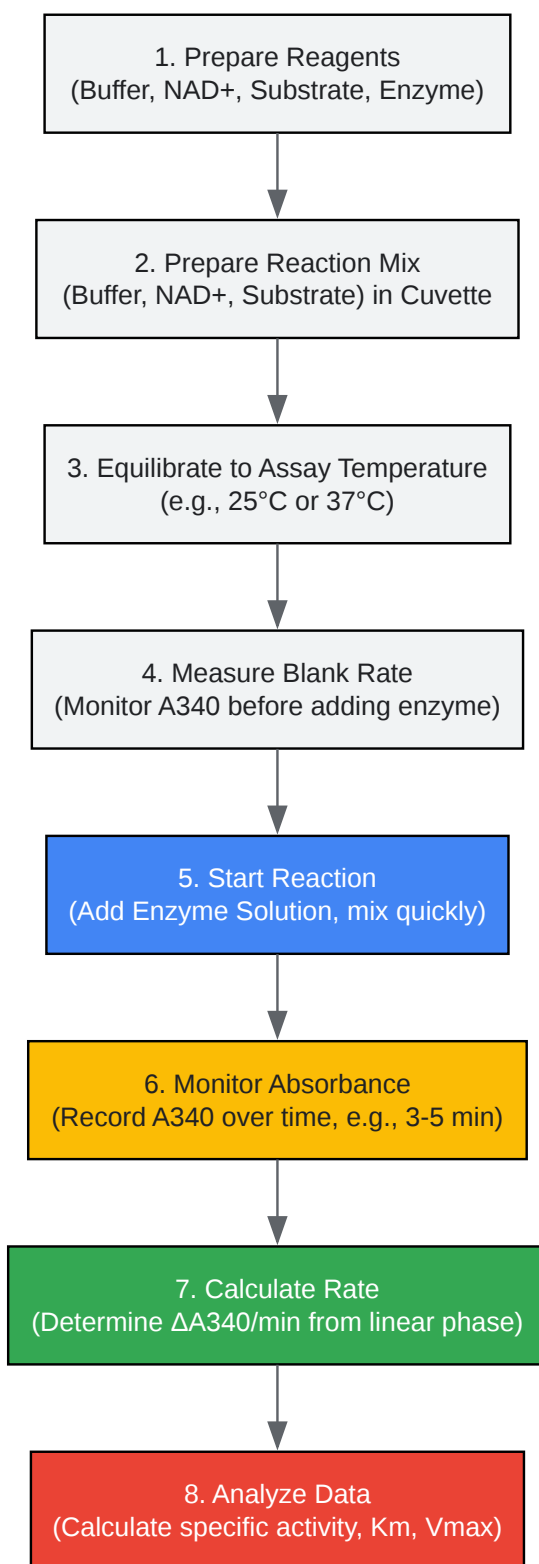 1. Prepare Reagents
(Buffer, NAD+, Substrate, Enzyme)
2. Prepare Reaction Mix
(Buffer, NAD+, Substrate) in Cuvette
3. Equilibrate to Assay Temperature
(e.g., 25°C or 37°C)
4. Measure Blank Rate
(Monitor A340 before adding enzyme)
5. Start Reaction
(Add Enzyme Solution, mix quickly)
6. Monitor Absorbance
(Record A340 over time, e.g., 3-5 min)
7. Calculate Rate
(Determine ΔA340/min from linear phase)
8. Analyze Data
(Calculate specific activity, Km, Vmax)